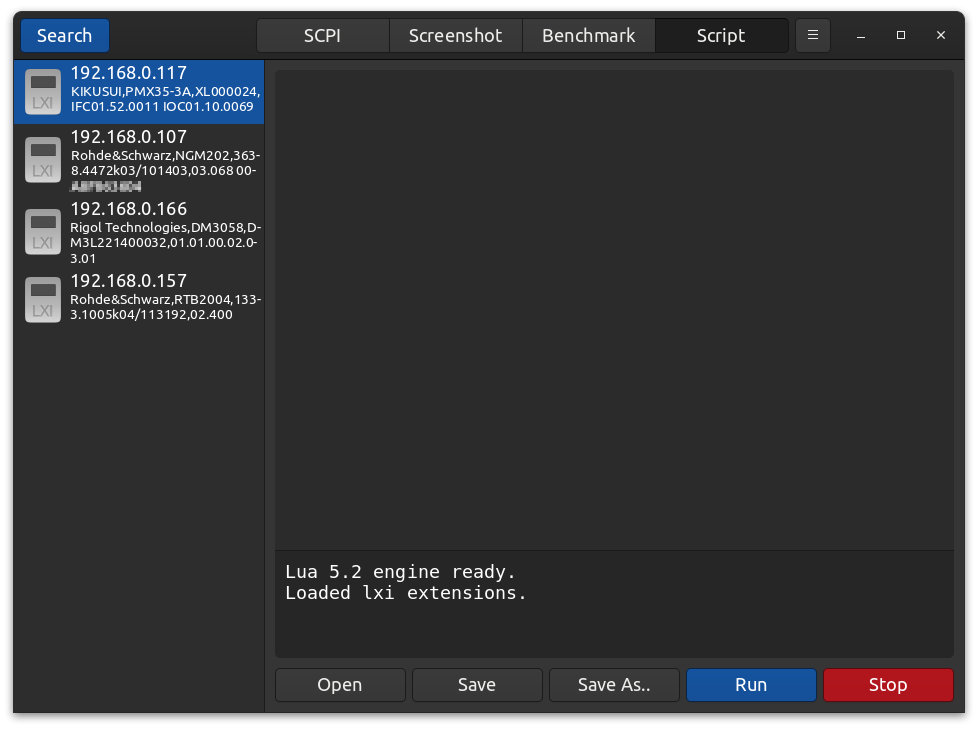 Search
SCPI
Screenshot
Benchmark
Script
192.168.0.117
KIKUSUI,PMX35-3A,XL000024,
IFC01.52.0011 IOC01.10.0069
LXI
192.168.0.107
Rohde&Schwarz,NGM202,363-
8.4472k03/101403,03.068 00-
LXI
192.168.0.166
Rigol Technologies,DM3058,D-
M3L221400032,01.01.00.02.0-
3.01
LXI
192.168.0.157
Rohde&Schwarz,RTB2004,133-
3.1005k04/113192,02.400
LXI
Lua 5.2 engine ready.
Loaded lxi extensions.
Open
Save
Save As..
Run
Stop